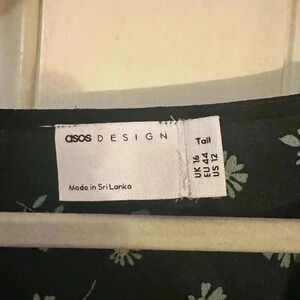 asos DESIGN
Made in Sri Lanka
Tall
UK 16
EU 44
US 12